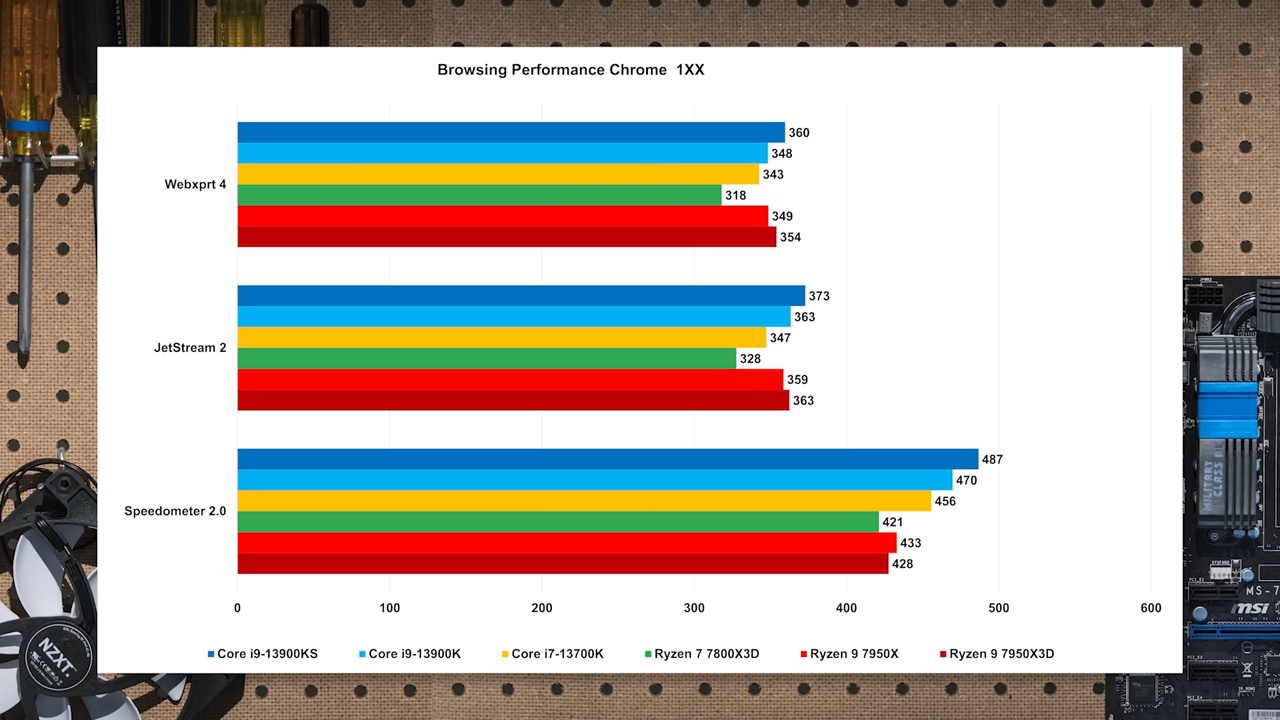 Browsing Performance Chrome 1XX
Webxprt 4
360
348
343
318
349
354
JetStream 2
373
363
347
328
359
363
Speedometer 2.0
487
470
456
421
433
428
0 100 200 300 400 500 600
Core i9-13900KS Core i9-13900K Core i7-13700K Ryzen 7 7800X3D Ryzen 9 7950X Ryzen 9 7950X3D
MILITARY
CLASS
MS-7
msi
NZXT